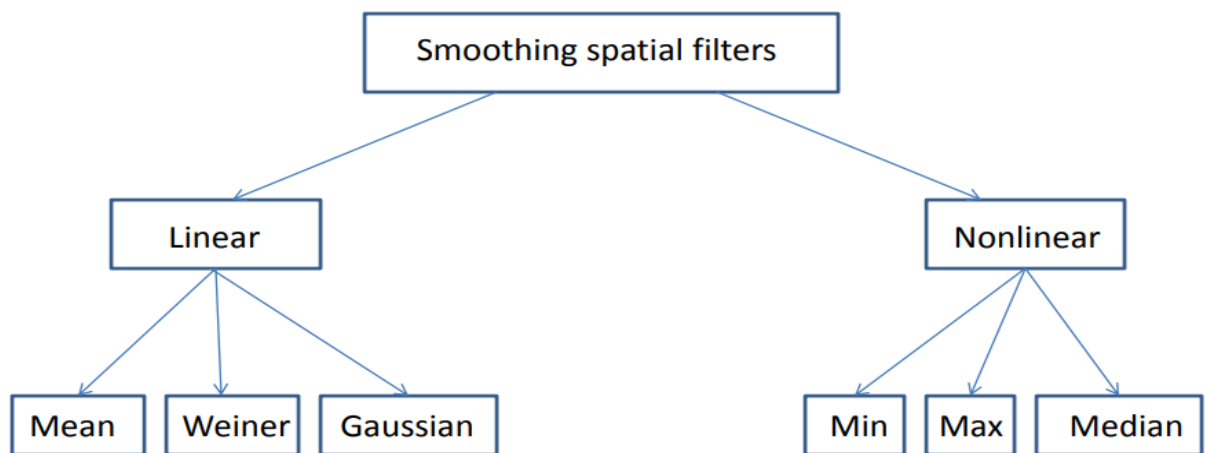 Smoothing spatial filters
Linear
Nonlinear
Mean
Weiner
Gaussian
Min
Max
Median